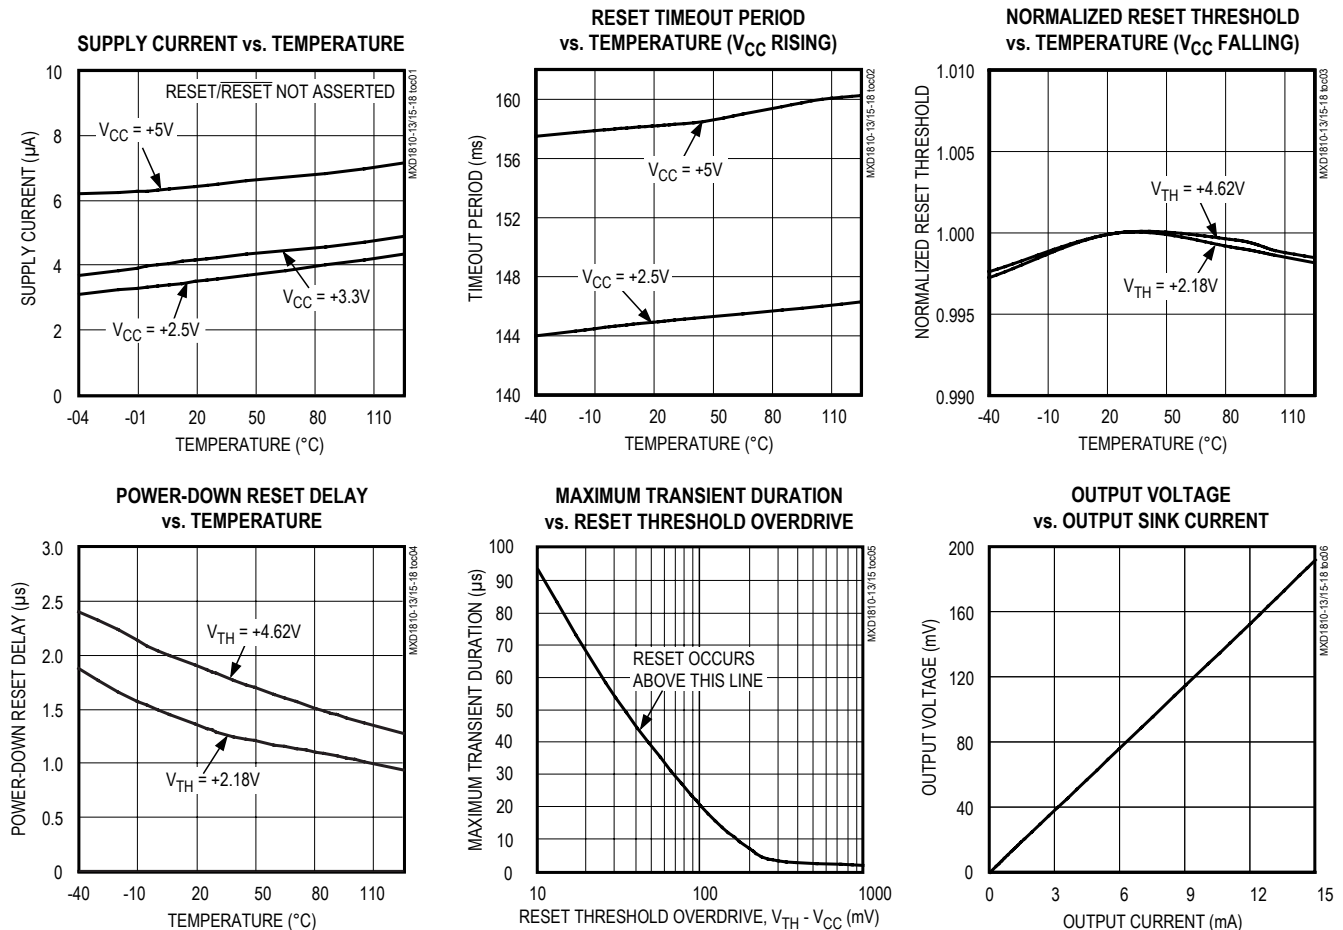 SUPPLY CURRENT vs. TEMPERATURE
10
8
6
4
2
0
SUPPLY CURRENT (µA)
RESET/RESET NOT ASSERTED
VCC = +5V
VCC = +3.3V
VCC = +2.5V
-04 -01 20 50 80 110
TEMPERATURE (°C)
MXD1810-13/15-18 toc01
RESET TIMEOUT PERIOD
vs. TEMPERATURE (VCC RISING)
160
156
152
148
144
140
TIMEOUT PERIOD (ms)
VCC = +5V
VCC = +2.5V
-40 -10 20 50 80 110
TEMPERATURE (°C)
MXD1810-13/15-18 toc02
NORMALIZED RESET THRESHOLD
vs. TEMPERATURE (VCC FALLING)
1.010
1.005
1.000
0.995
0.990
NORMALIZED RESET THRESHOLD
VTH = +4.62V
VTH = +2.18V
-40 -10 20 50 80 110
TEMPERATURE (°C)
MXD1810-13/15-18 toc03
POWER-DOWN RESET DELAY
vs. TEMPERATURE
3.0
2.5
2.0
1.5
1.0
0.5
0
POWER-DOWN RESET DELAY (µs)
VTH = +4.62V
VTH = +2.18V
-40 -10 20 50 80 110
TEMPERATURE (°C)
MXD1810-13/15-18 toc04
MAXIMUM TRANSIENT DURATION
vs. RESET THRESHOLD OVERDRIVE
100
90
80
70
60
50
40
30
20
10
0
MAXIMUM TRANSIENT DURATION (µs)
RESET OCCURS
ABOVE THIS LINE
10 100 1000
RESET THRESHOLD OVERDRIVE, VTH - VCC (mV)
MXD1810-13/15 toc05
OUTPUT VOLTAGE
vs. OUTPUT SINK CURRENT
200
160
120
80
40
0
OUTPUT VOLTAGE (mV)
0 3 6 9 12 15
OUTPUT CURRENT (mA)
MXD1810-13/15-18 toc06